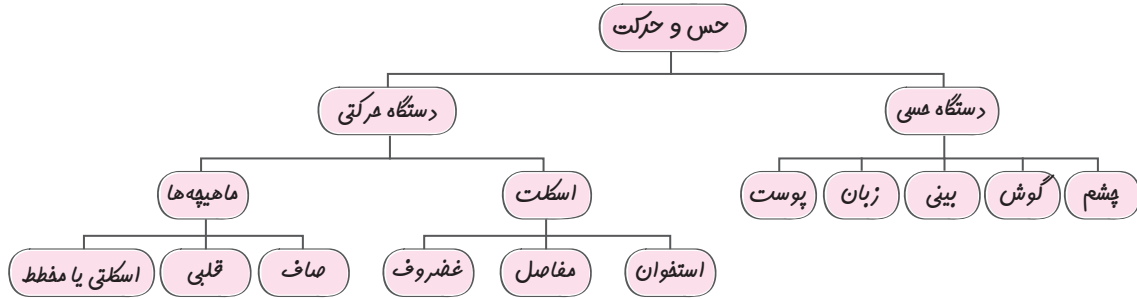 حس و حرکت
دستگاه حسی
دستگاه حرکتی
چشم
گوش
بینی
زبان
پوست
اسکلت
ماهیچه‌ها
استخوان
مفاصل
غضروف
صاف
قلبی
اسکلتی یا مخطط